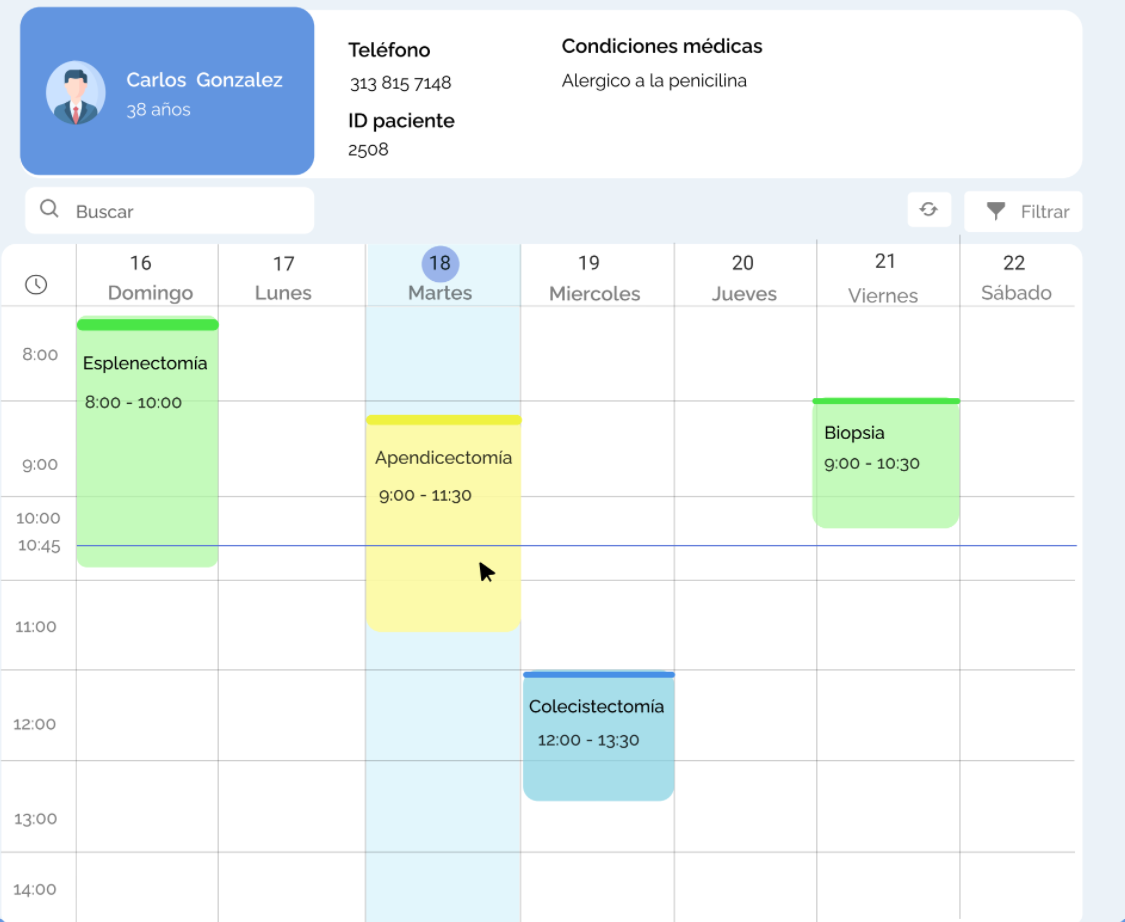 Carlos Gonzalez
38 años
Teléfono
313 815 7148
ID paciente
2508
Condiciones médicas
Alergico a la penicilina
Buscar
Filtrar
16
Domingo
17
Lunes
18
Martes
19
Miercoles
20
Jueves
21
Viernes
22
Sábado
8:00
9:00
10:00
10:45
11:00
12:00
13:00
14:00
Esplenectomía
8:00 - 10:00
Apendicectomía
9:00 - 11:30
Colecistectomía
12:00 - 13:30
Biopsia
9:00 - 10:30